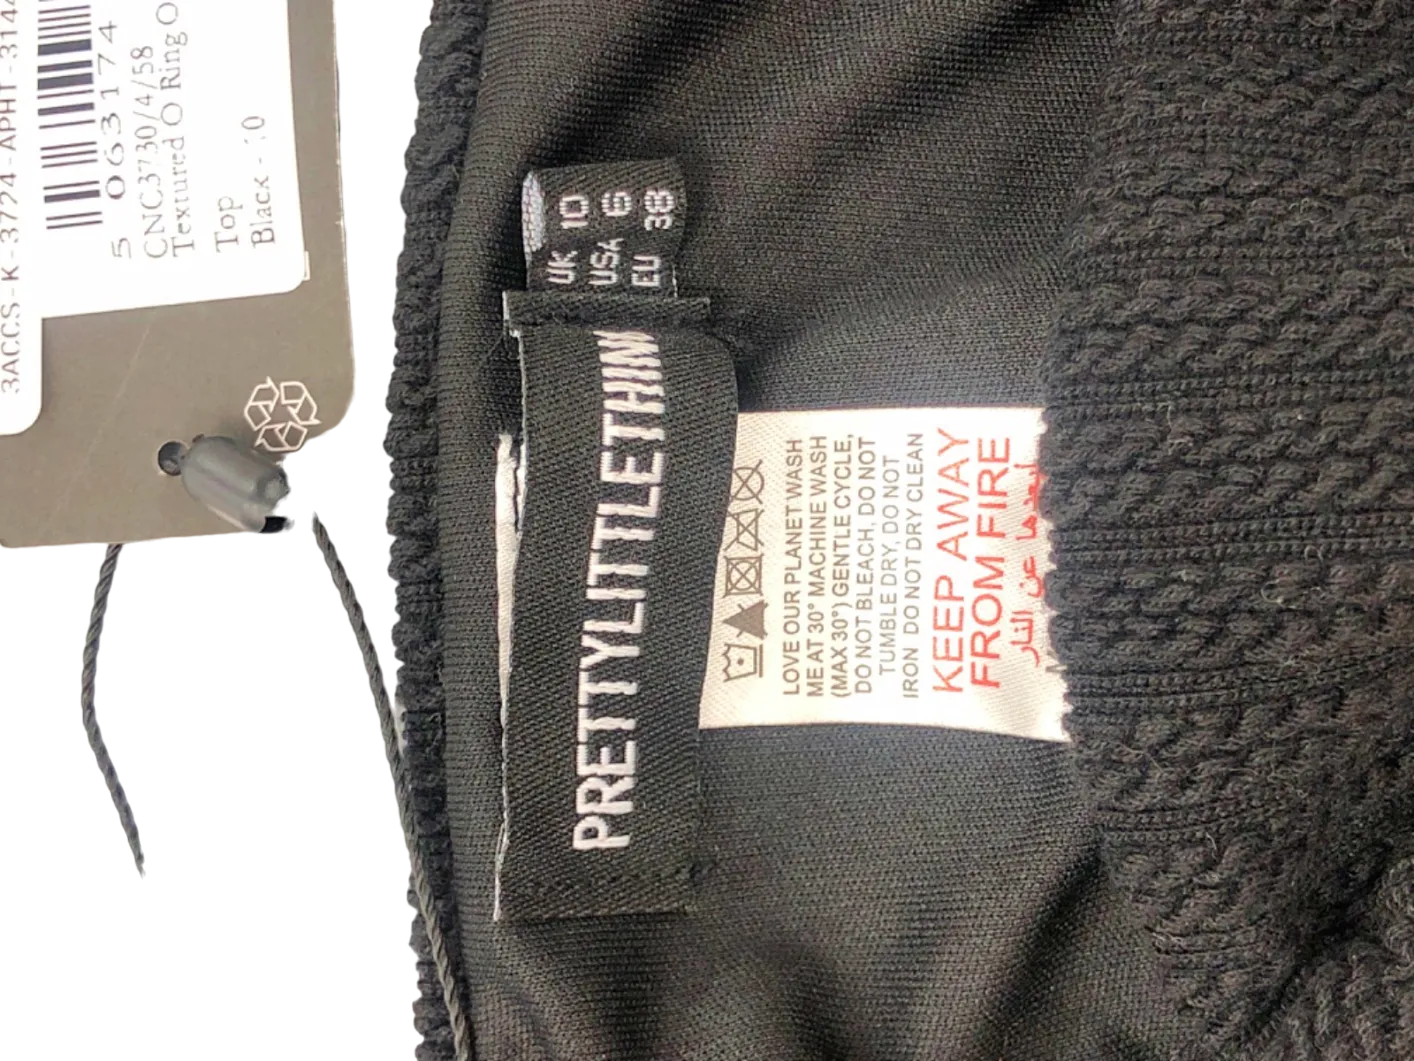 3ACCS-K-3724-APHT-3144
5 063174
CNC3730/4/58
Textured O Ring
Top
Black -
UK 10
USA 6
EU 38
PRETTYLITTLETHIN
LOVE OUR PLANET WASH
ME AT 30° MACHINE WASH
(MAX 30°) GENTLE CYCLE,
DO NOT BLEACH, DO NOT
TUMBLE DRY, DO NOT
IRON DO NOT DRY CLEAN
KEEP AWAY
FROM FIRE
ابعدها عن النار